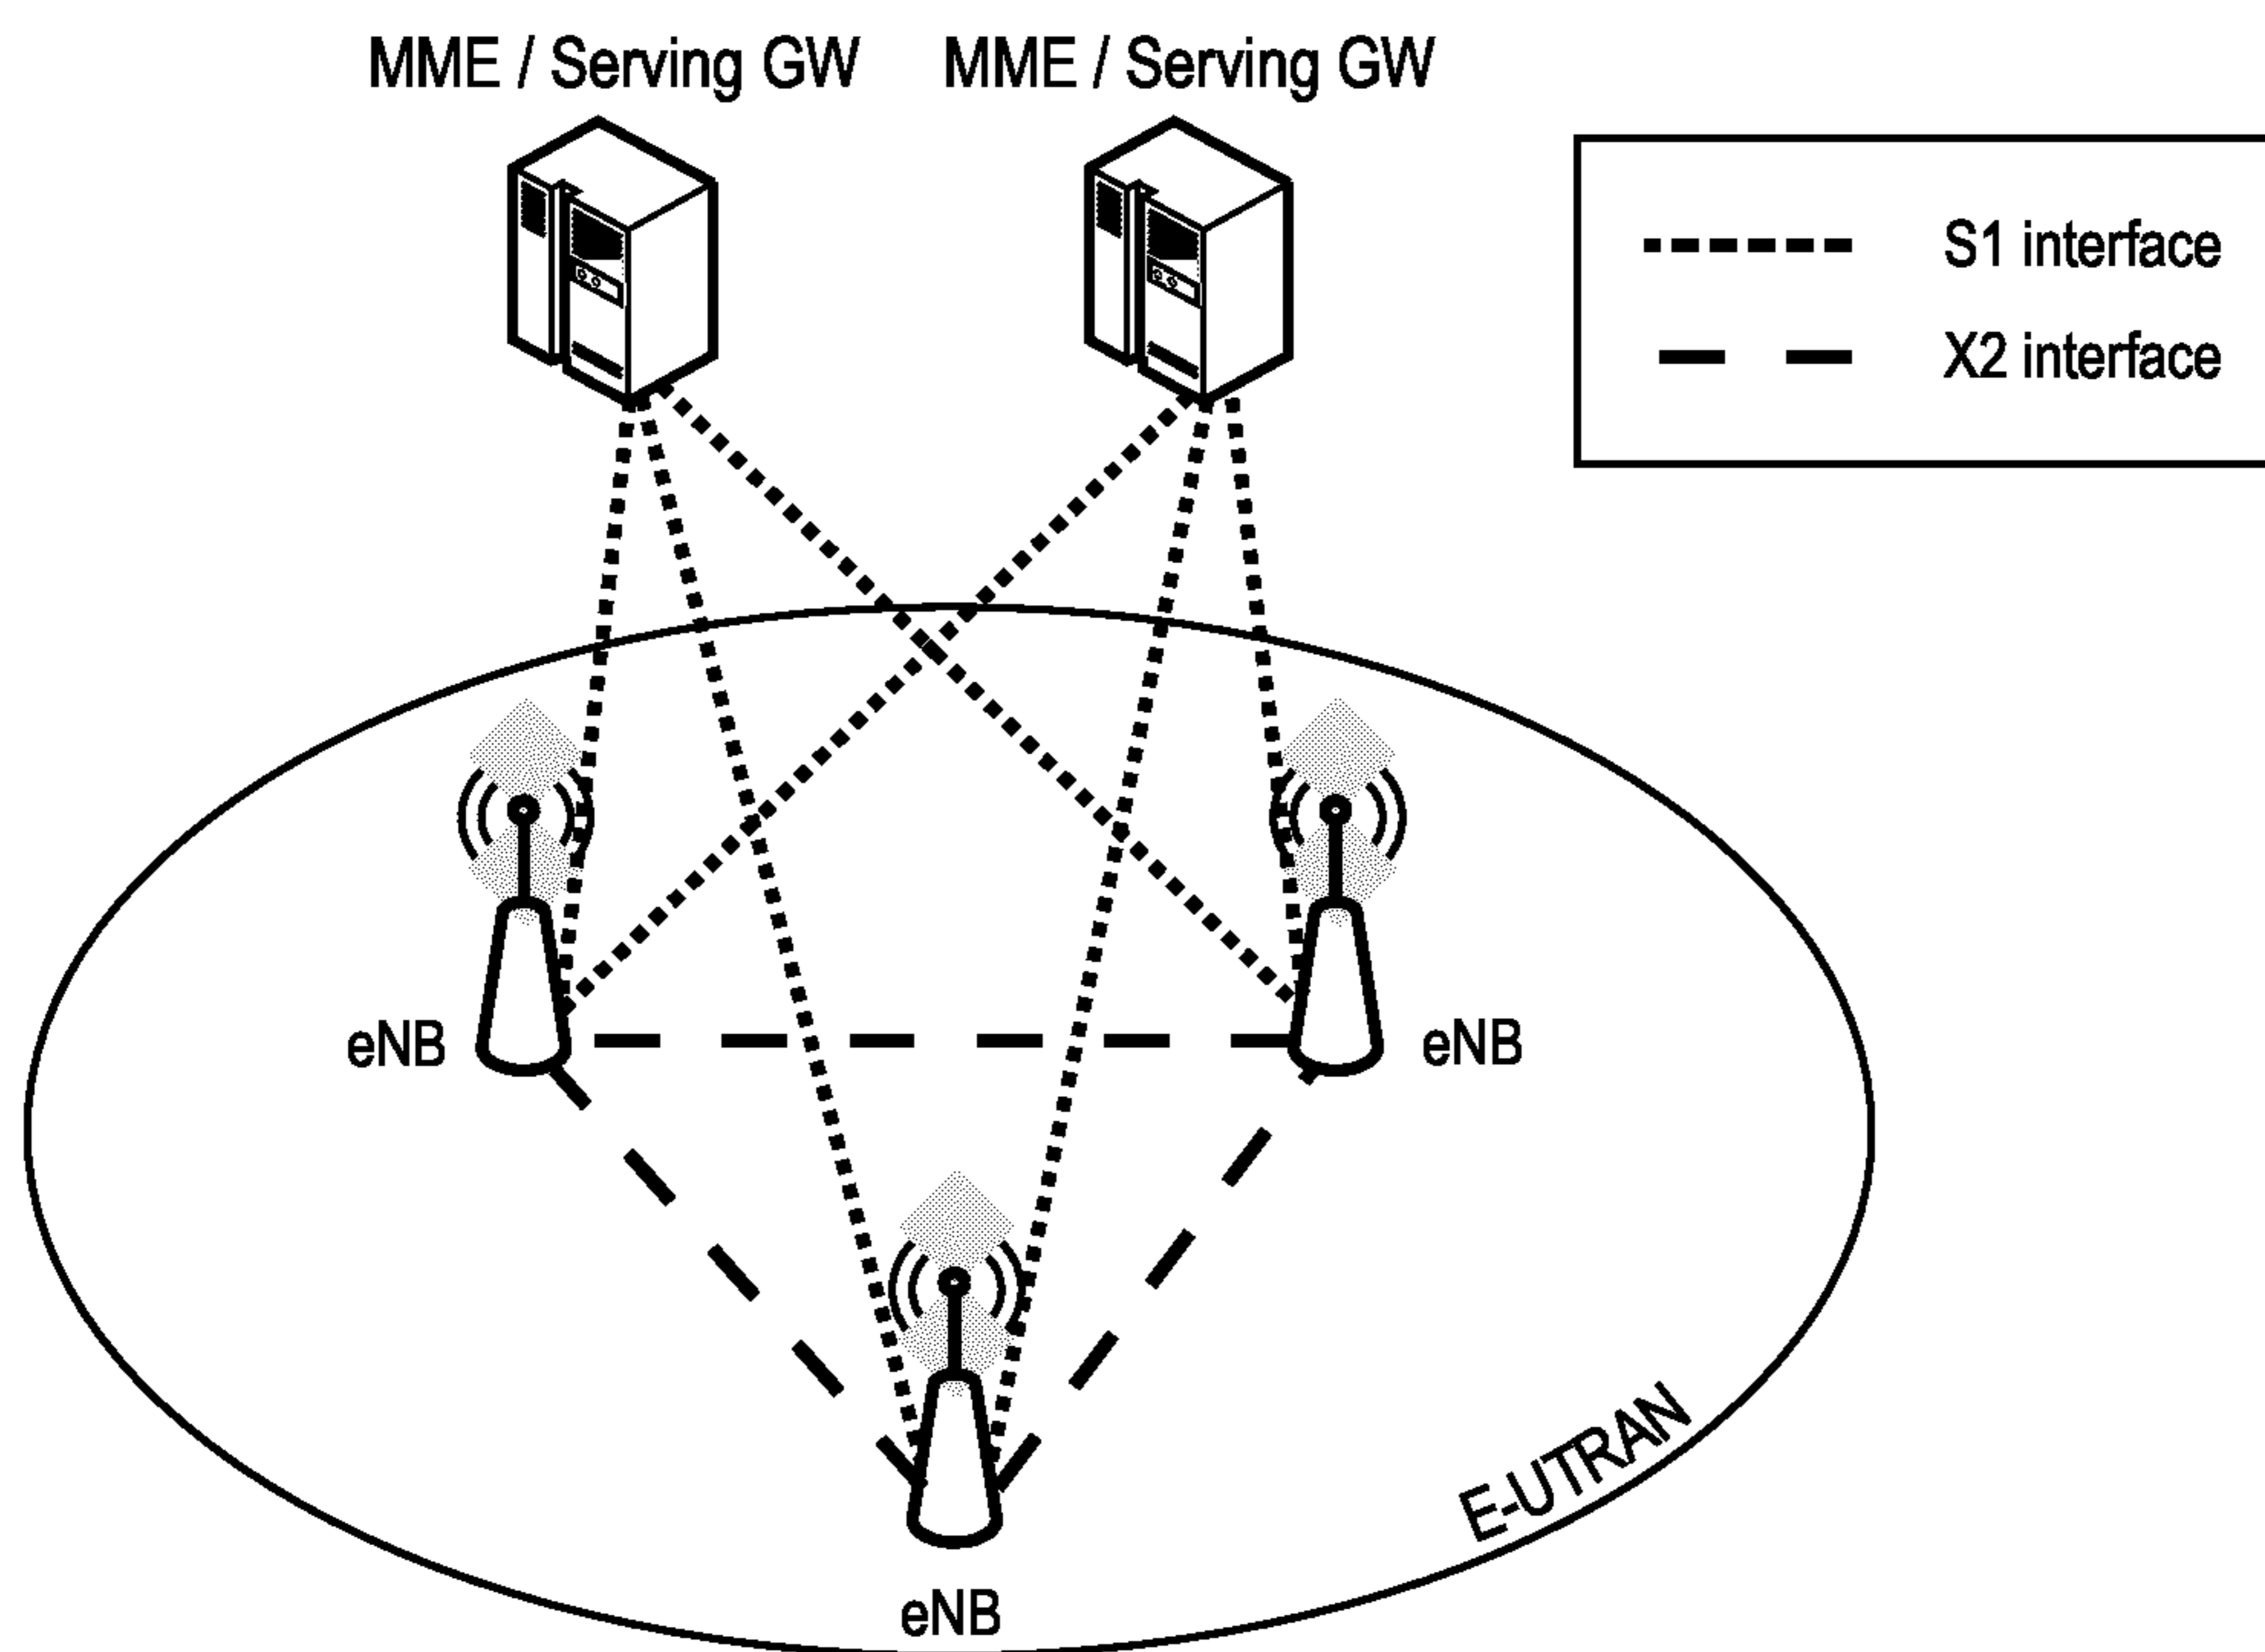 MME / Serving GW
MME / Serving GW
S1 interface
X2 interface
eNB
eNB
E-UTRAN
eNB